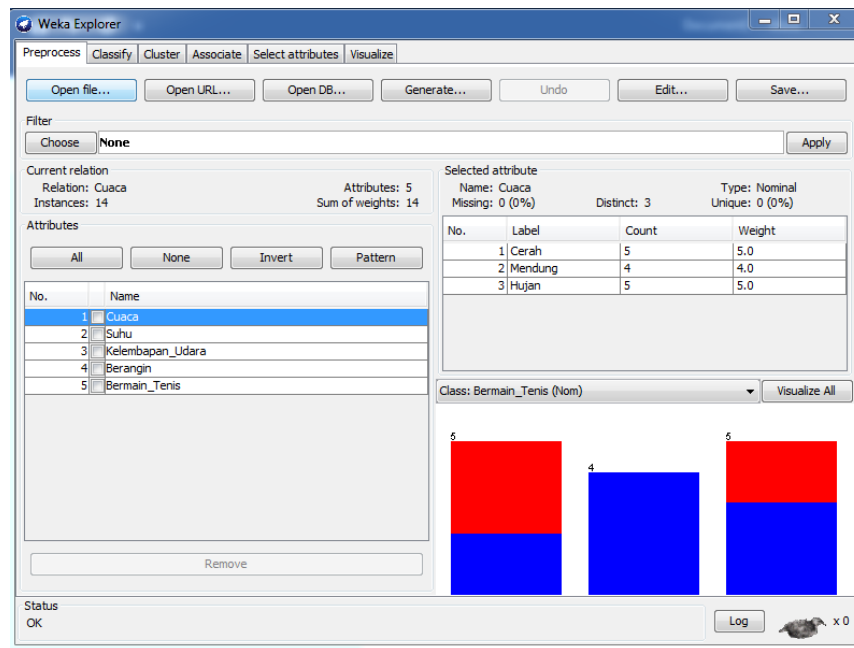 Weka Explorer
Preprocess Classify Cluster Associate Select attributes Visualize
Open file... Open URL... Open DB... Generate... Undo Edit... Save...
Filter
Choose None Apply
Current relation
Relation: Cuaca Attributes: 5
Instances: 14 Sum of weights: 14
Selected attribute
Name: Cuaca Type: Nominal
Missing: 0 (0%) Distinct: 3 Unique: 0 (0%)
Attributes
All None Invert Pattern
No. Name
1 Cuaca
2 Suhu
3 Kelembapan_Udara
4 Berangin
5 Bermain_Tenis
Remove
No. Label Count Weight
1 Cerah 5 5.0
2 Mendung 4 4.0
3 Hujan 5 5.0
Class: Bermain_Tenis (Nom) Visualize All
5 4 5
Status
OK Log x 0